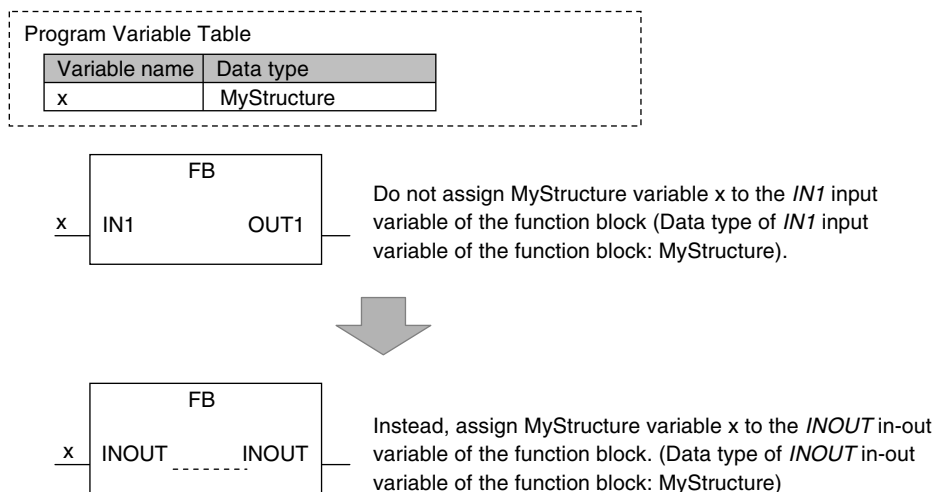 Program Variable Table
Variable name Data type
x MyStructure
FB
x IN1 OUT1
Do not assign MyStructure variable x to the IN1 input
variable of the function block (Data type of IN1 input
variable of the function block: MyStructure).
FB
x INOUT INOUT
Instead, assign MyStructure variable x to the INOUT in-out
variable of the function block. (Data type of INOUT in-out
variable of the function block: MyStructure)